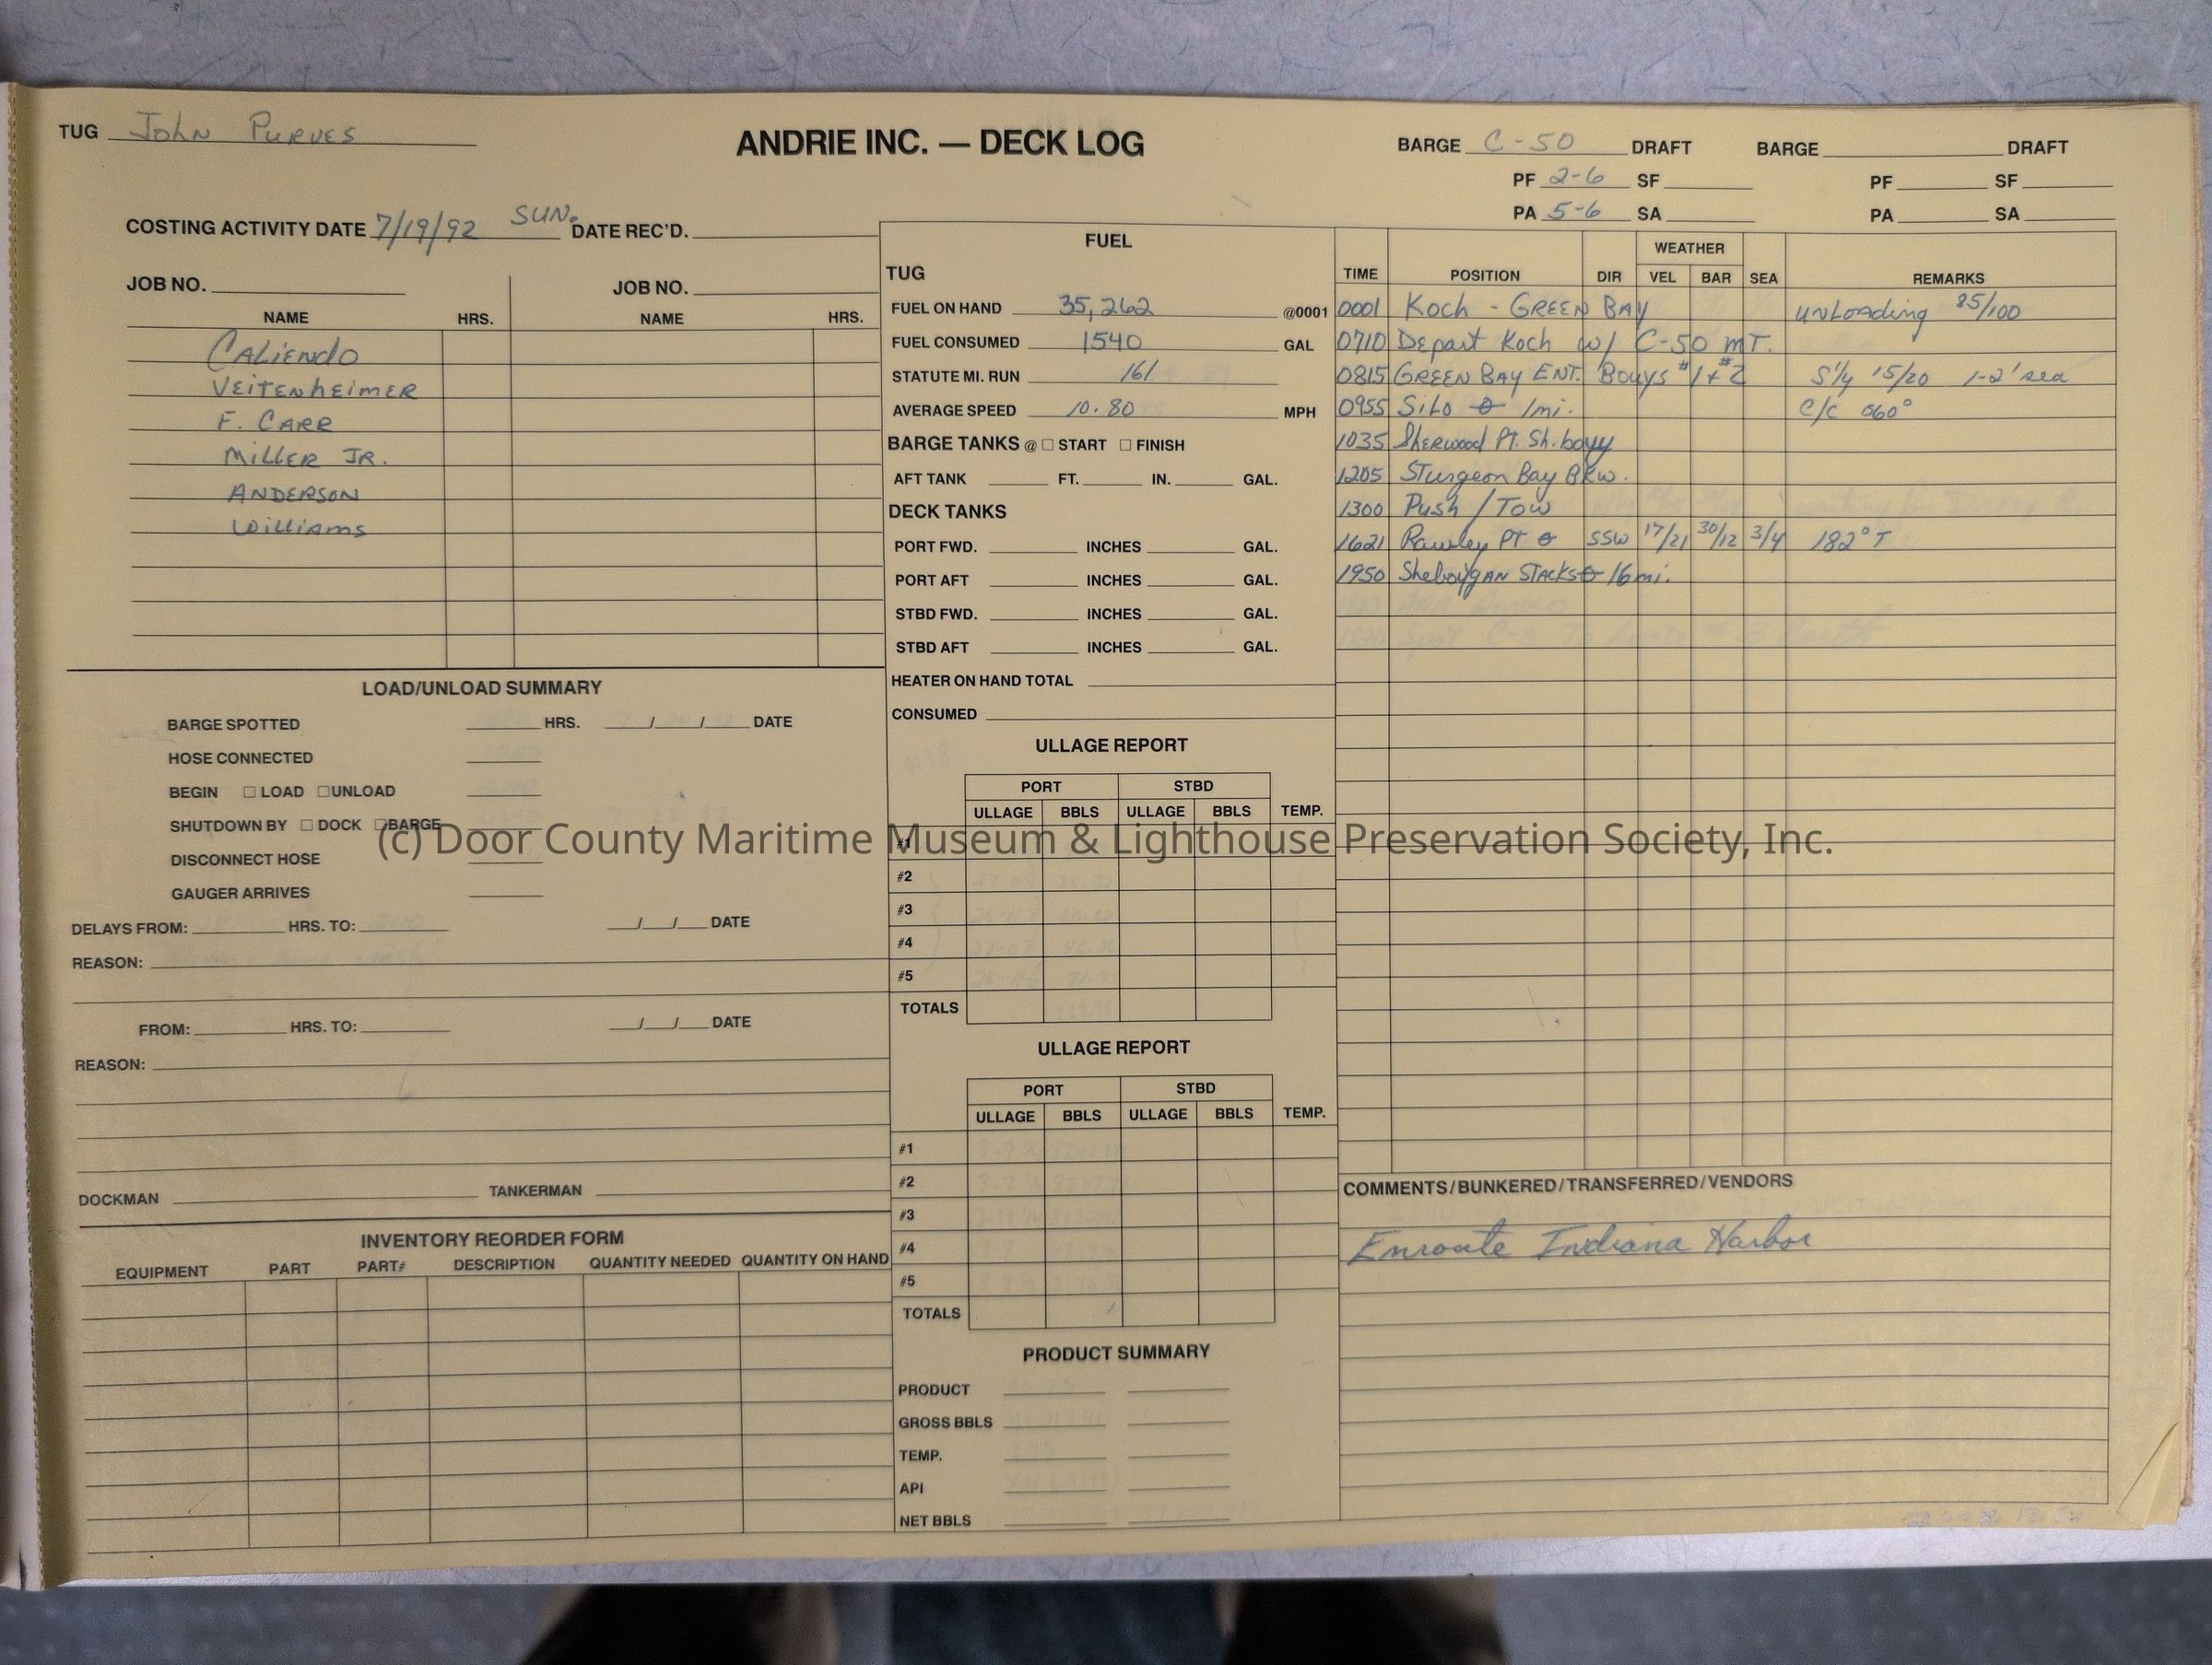 TUG John Purves
ANDRIE INC. — DECK LOG
BARGE C-50 DRAFT BARGE DRAFT
PF 2-6 SF PF SF
PA 5-6 SA PA SA
COSTING ACTIVITY DATE 7/19/92 SUN. DATE REC'D.
JOB NO. JOB NO.
NAME HRS. NAME HRS.
CALIENDO
VEITENHEIMER
F. CARR
MILLER JR.
ANDERSON
Williams
LOAD/UNLOAD SUMMARY
BARGE SPOTTED HRS. / / DATE
HOSE CONNECTED
BEGIN □ LOAD □ UNLOAD
SHUTDOWN BY □ DOCK □ BARGE
DISCONNECT HOSE
GAUGER ARRIVES
DELAYS FROM: HRS. TO: / / DATE
REASON:
FROM: HRS. TO: / / DATE
REASON:
DOCKMAN TANKERMAN
INVENTORY REORDER FORM
EQUIPMENT PART PART# DESCRIPTION QUANTITY NEEDED QUANTITY ON HAND
FUEL
TUG
FUEL ON HAND 35,262 @0001
FUEL CONSUMED 1540 GAL
STATUTE MI. RUN 161
AVERAGE SPEED 10.80 MPH
BARGE TANKS @ □ START □ FINISH
AFT TANK FT. IN. GAL.
DECK TANKS
PORT FWD. INCHES GAL.
PORT AFT INCHES GAL.
STBD FWD. INCHES GAL.
STBD AFT INCHES GAL.
HEATER ON HAND TOTAL
CONSUMED
ULLAGE REPORT
PORT STBD
ULLAGE BBLS ULLAGE BBLS TEMP.
#1
#2
#3
#4
#5
TOTALS
ULLAGE REPORT
PORT STBD
ULLAGE BBLS ULLAGE BBLS TEMP.
#1
#2
#3
#4
#5
TOTALS
PRODUCT SUMMARY
PRODUCT
GROSS BBLS
TEMP.
API
NET BBLS
WEATHER
TIME POSITION DIR VEL BAR SEA REMARKS
0001 Koch - GREEN BAY unLoading 85/100
0710 Depart Koch w/ C-50 mT.
0815 GREEN BAY ENT. Bouys #1 + #2 S'ly 15/20 1-2' sea
0955 Silo 1mi. c/c 060°
1035 Sherwood Pt. Sh. bouy
1205 Sturgeon Bay Bkw.
1300 Push / Tow
1621 Rawley PT SSW 17/21 30/12 3/4 182° T
1950 Sheboygan STACKS 16mi.
COMMENTS/BUNKERED/TRANSFERRED/VENDORS
Enroute Indiana Harbor
(c) Door County Maritime Museum & Lighthouse Preservation Society, Inc.